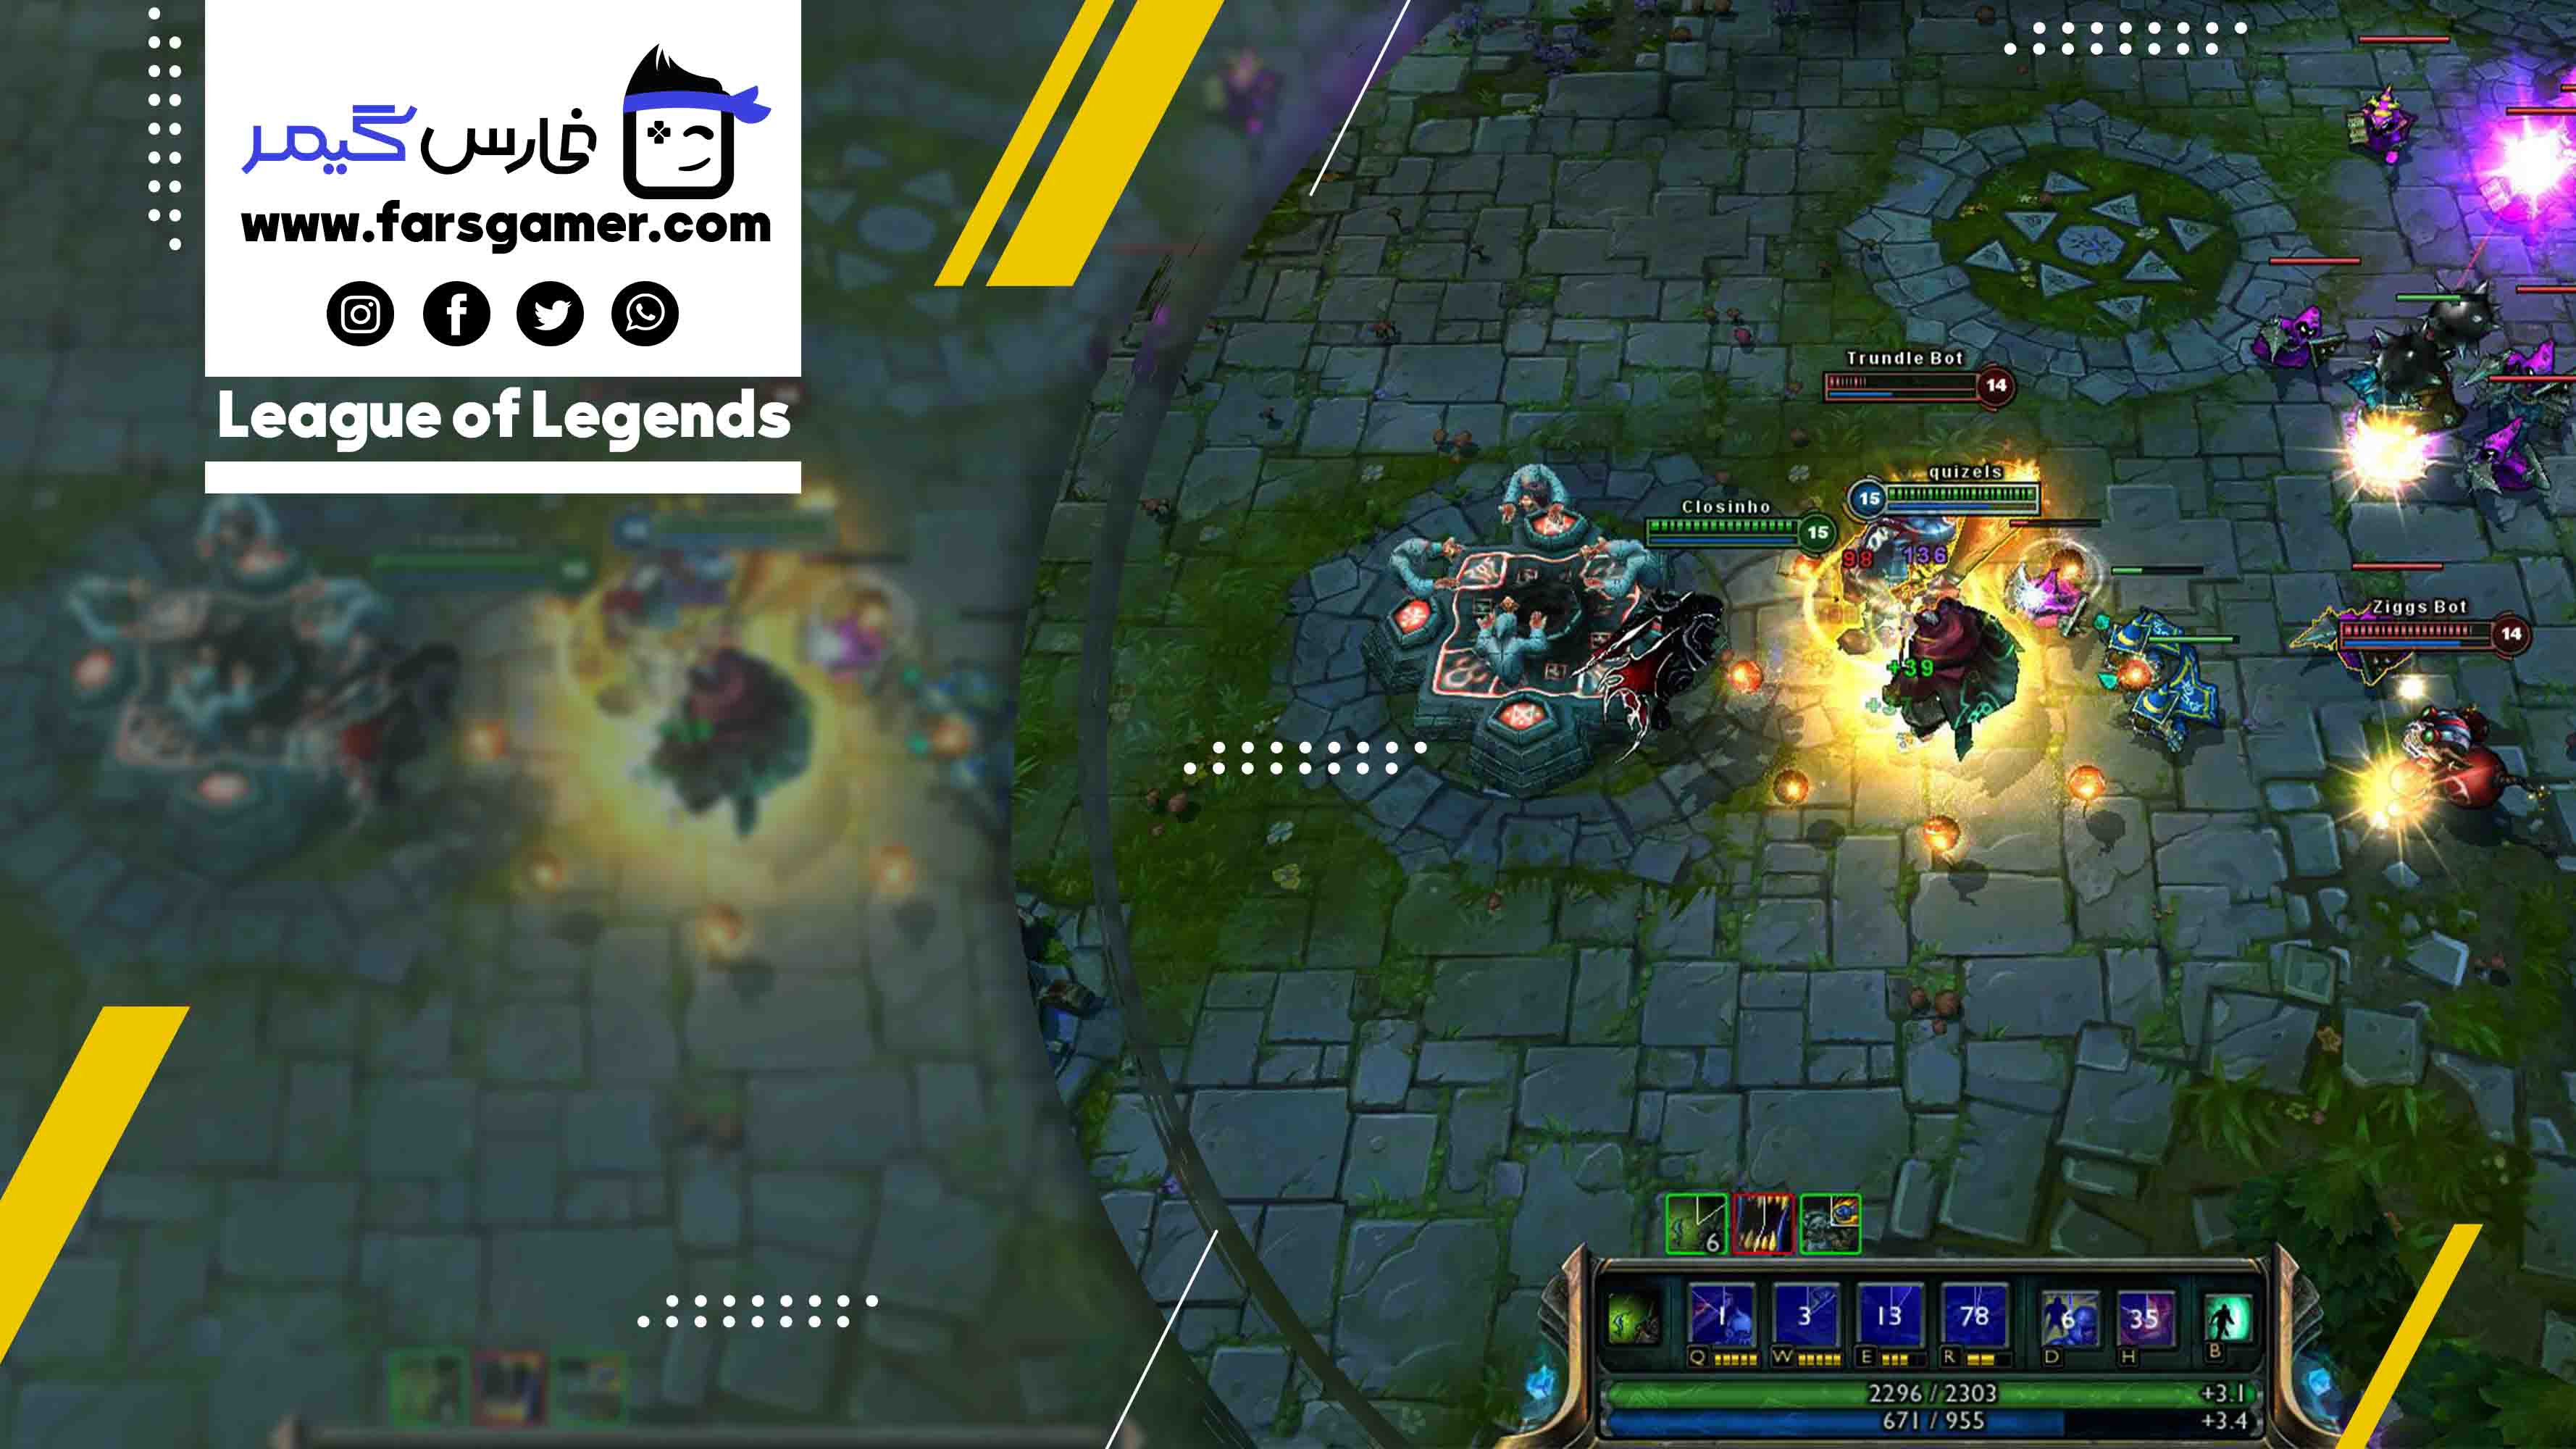 فارس گیمر
www.farsgamer.com
League of Legends
Trundle Bot
14
quizels
15
Closinho
15
98
136
+39
Ziggs Bot
14
6
1
3
13
78
6
35
Q
W
E
R
D
H
B
2296 / 2303
+3.1
671 / 955
+3.4